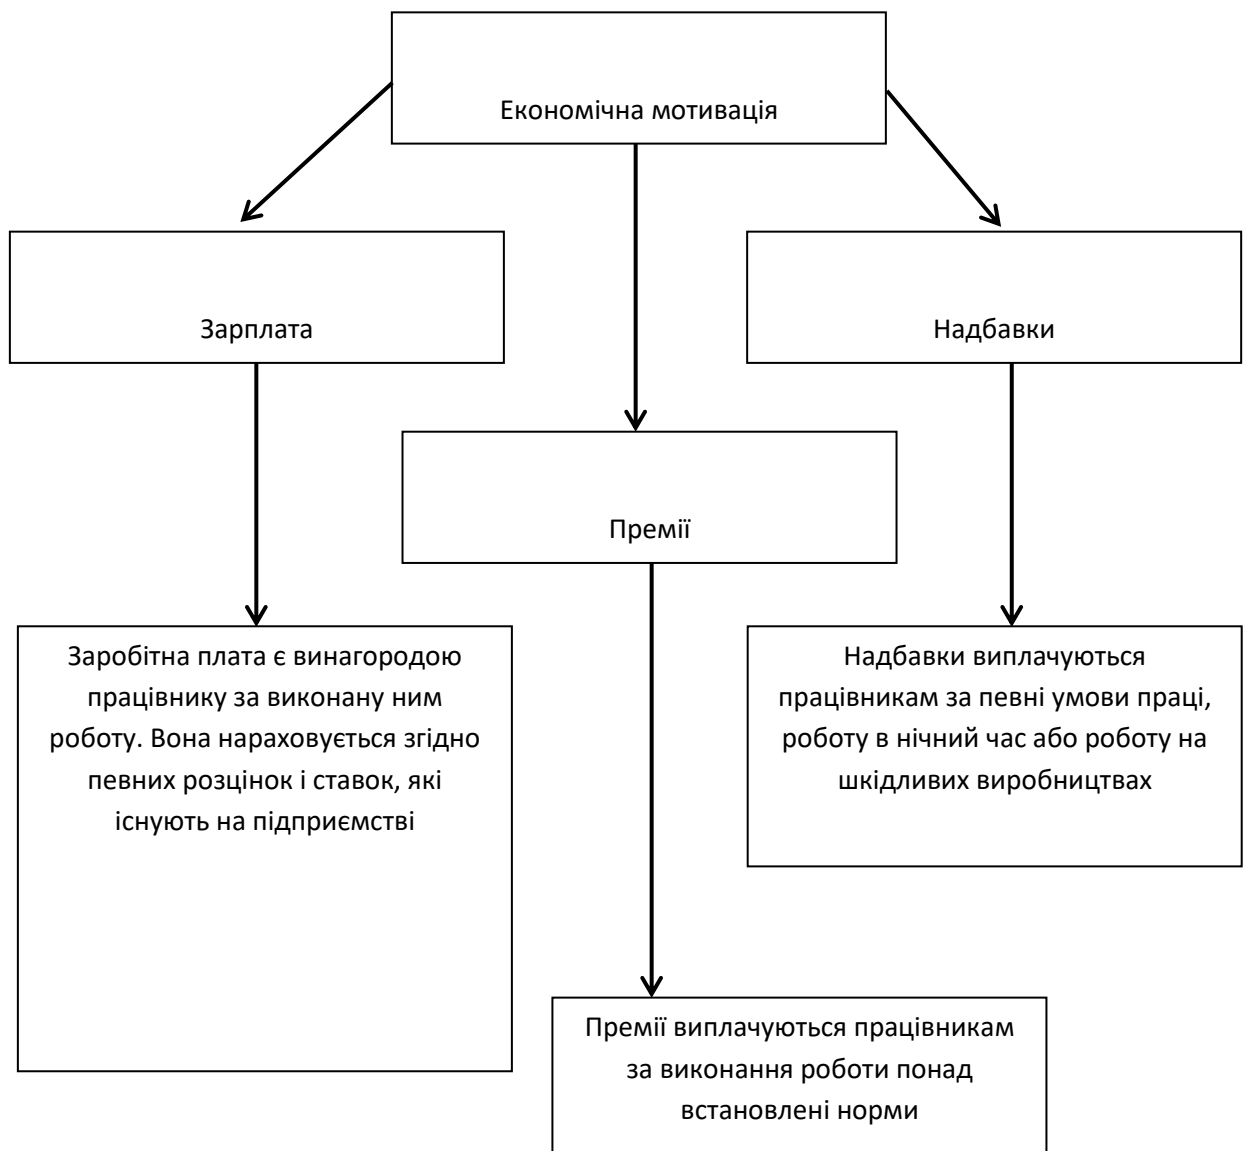 Економічна мотивація
Зарплата
Надбавки
Премії
Заробітна плата є винагородою
працівнику за виконану ним
роботу. Вона нараховується згідно
певних розцінок і ставок, які
існують на підприємстві
Надбавки виплачуються
працівникам за певні умови праці,
роботу в нічний час або роботу на
шкідливих виробництвах
Премії виплачуються працівникам
за виконання роботи понад
встановлені норми